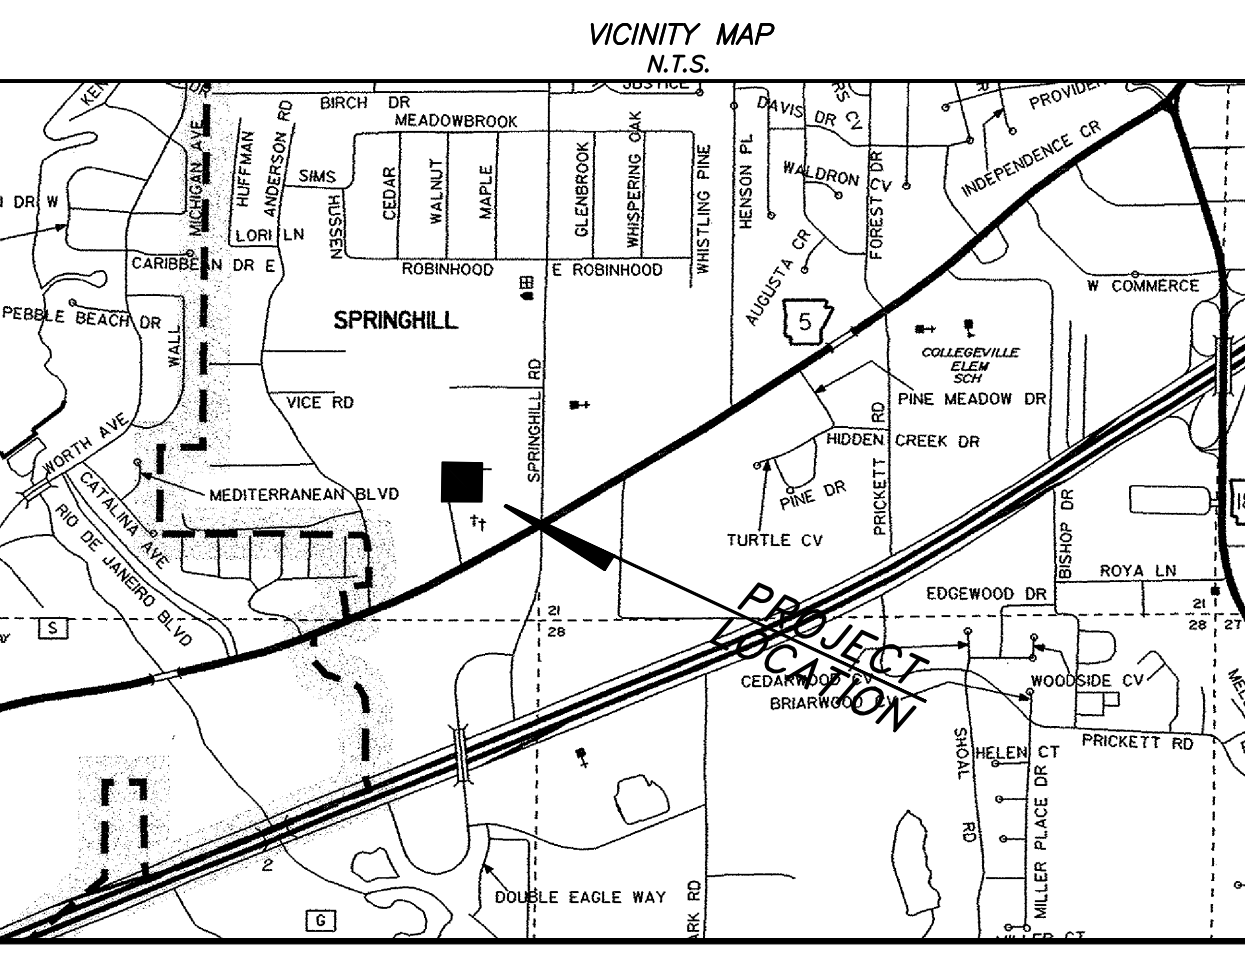 VICINITY MAP
N.T.S.
BIRCH DR
MEADOWBROOK
DAVIS DR
INDEPENDENCE CR
MICHIGAN AVE
HUFFMAN
ANDERSON RD
SIMS
HUSSEN
CEDAR
WALNUT
MAPLE
GLENBROOK
WHISPERING OAK
WHISTLING PINE
HENSON PL
WALDRON CV
FOREST DR
DR W
LORI LN
CARIBBEAN DR E
ROBINHOOD
E ROBINHOOD
AUGUSTA CR
W COMMERCE
PEBBLE BEACH DR
WALL
SPRINGHILL
5
COLLEGEVILLE
ELEM
SCH
VICE RD
SPRINGHILL RD
PINE MEADOW DR
HIDDEN CREEK DR
PRICKETT RD
WORTH AVE
CATALINA AVE
MEDITERRANEAN BLVD
PINE DR
TURTLE CV
RIO DE JANEIRO BLVD
BISHOP DR
ROYA LN
EDGEWOOD DR
21
28
21
28 27
S
PROJECT
LOCATION
CEDARWOOD CV
BRIARWOOD CV
WOODSIDE CV
PRICKETT RD
SHOAL RD
HELEN CT
MILLER PLACE DR
2
DOUBLE EAGLE WAY
G